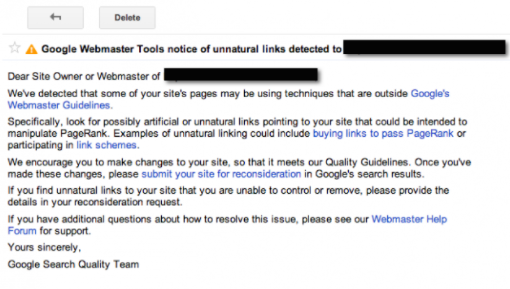 Delete
Google Webmaster Tools notice of unnatural links detected to
Dear Site Owner or Webmaster of
We've detected that some of your site's pages may be using techniques that are outside Google's
Webmaster Guidelines.
Specifically, look for possibly artificial or unnatural links pointing to your site that could be intended to
manipulate PageRank. Examples of unnatural linking could include buying links to pass PageRank or
participating in link schemes.
We encourage you to make changes to your site, so that it meets our Quality Guidelines. Once you've
made these changes, please submit your site for reconsideration in Google's search results.
If you find unnatural links to your site that you are unable to control or remove, please provide the
details in your reconsideration request.
If you have additional questions about how to resolve this issue, please see our Webmaster Help
Forum for support.
Yours sincerely,
Google Search Quality Team